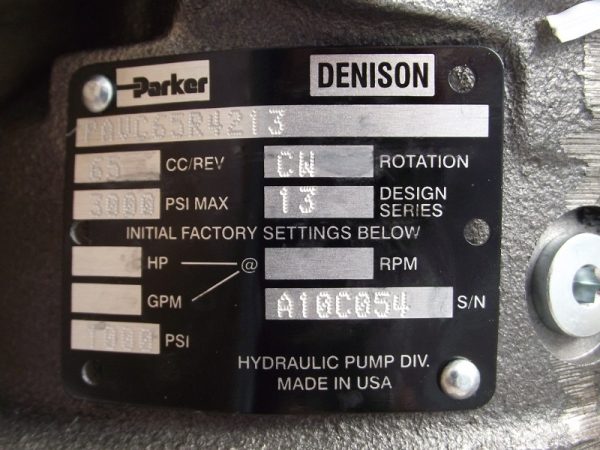 Parker DENISON
PAVC65R4213
65 CC/REV CW ROTATION
3000 PSI MAX 13 DESIGN SERIES
INITIAL FACTORY SETTINGS BELOW
HP @ RPM
GPM A10C054 S/N
1000 PSI
HYDRAULIC PUMP DIV.
MADE IN USA